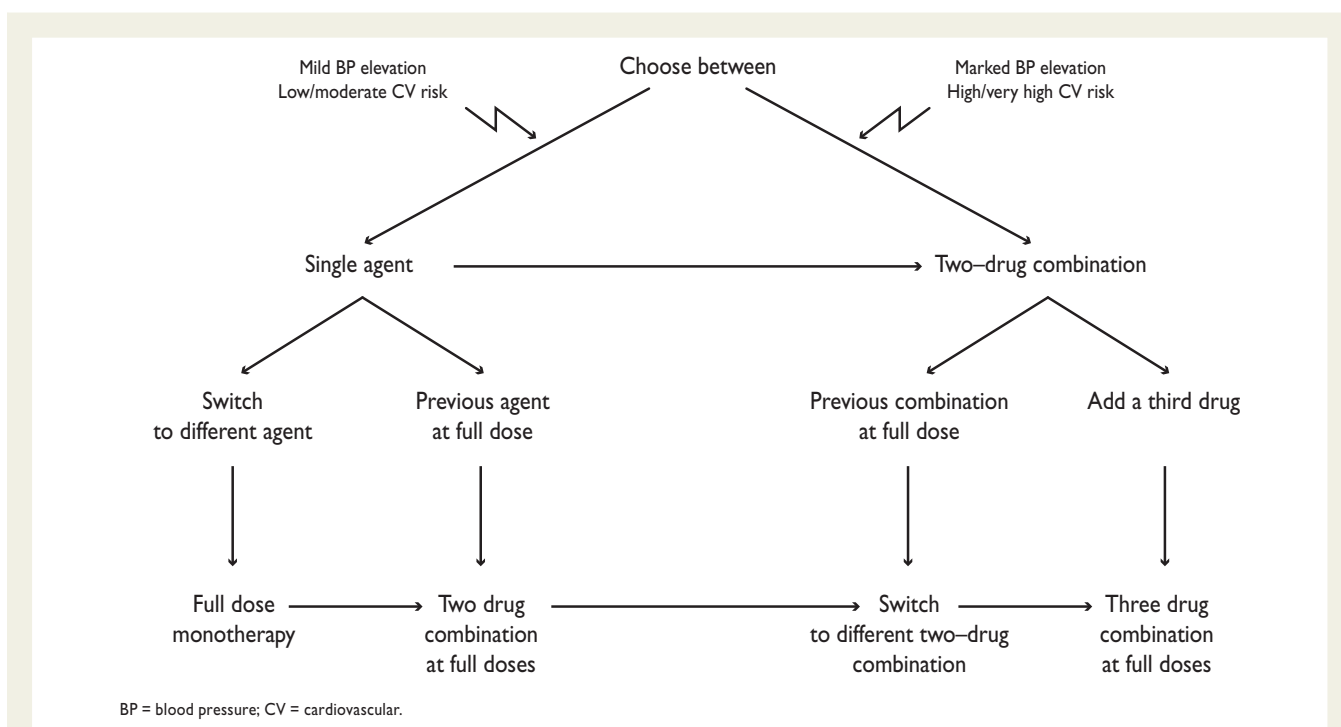 Choose between
Mild BP elevation
Low/moderate CV risk
Marked BP elevation
High/very high CV risk
Single agent
Two–drug combination
Switch
to different agent
Previous agent
at full dose
Previous combination
at full dose
Add a third drug
Full dose
monotherapy
Two drug
combination
at full doses
Switch
to different two–drug
combination
Three drug
combination
at full doses
BP = blood pressure; CV = cardiovascular.